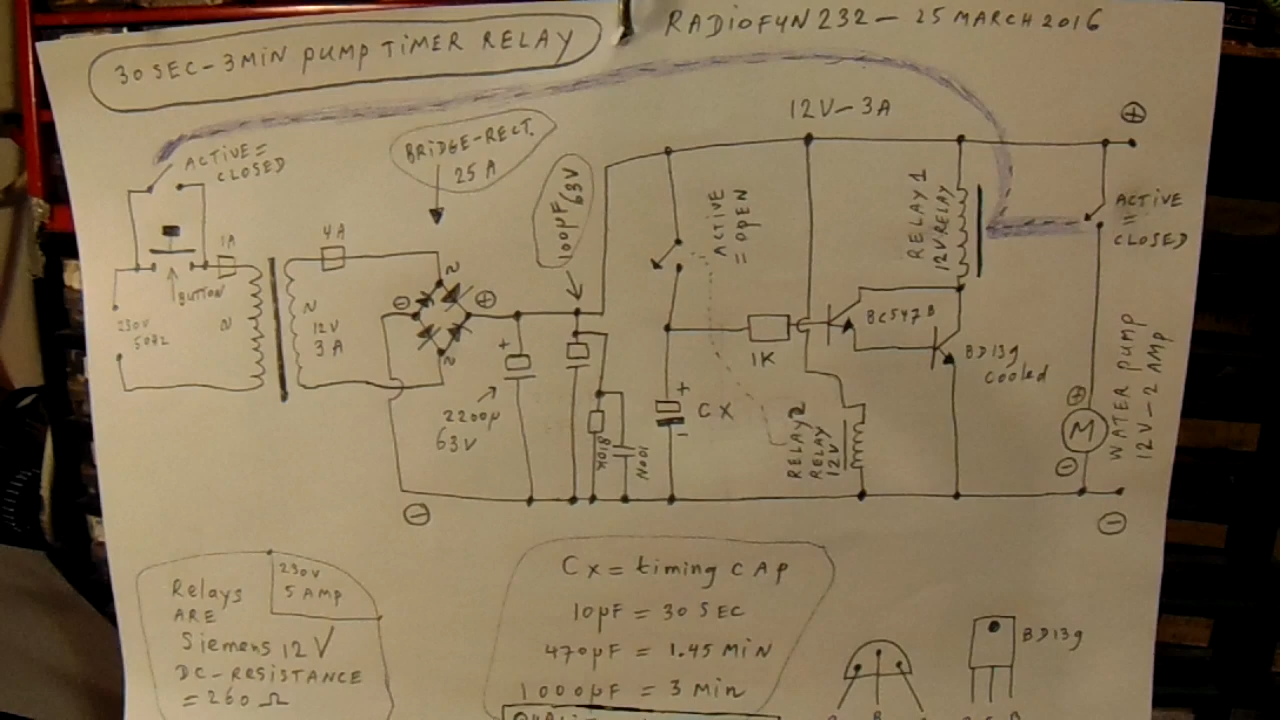 30 SEC - 3 MIN PUMP TIMER RELAY
RADIOFUN232 - 25 MARCH 2016
ACTIVE =
CLOSED
BRIDGE-RECT.
25 A
100µF/63V
12V-3A
+
ACTIVE
= OPEN
RELAY 1
12V RELAY
ACTIVE
=
CLOSED
1A
4A
BUTTON
230V
50Hz
~
~
12V
3A
~
-
+
~
+
2200µ
63V
810K
100N
+
CX
-
1K
BC547B
BD139
cooled
RELAY 2
RELAY
12V
+
M
-
WATER PUMP
12V-2 AMP
-
-
Relays
ARE
230V
5 AMP
Siemens 12V
DC-RESISTANCE
= 260 Ω
Cx = timing CAP
10µF = 30 SEC
470µF = 1.45 MIN
1000µF = 3 Min
BD139